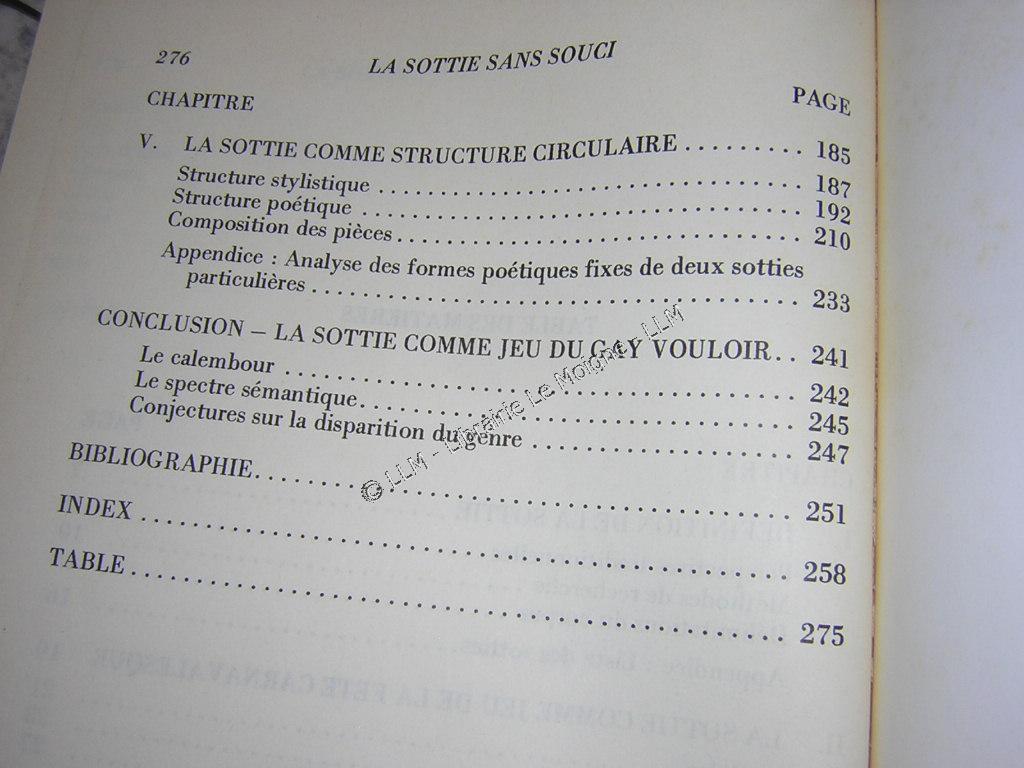 276 LA SOTTIE SANS SOUCI
CHAPITRE PAGE
V. LA SOTTIE COMME STRUCTURE CIRCULAIRE ......... 185
Structure stylistique ................................. 187
Structure poétique .................................. 192
Composition des pièces ................................ 210
Appendice : Analyse des formes poétiques fixes de deux sotties
particulières ...................................... 233
CONCLUSION – LA SOTTIE COMME JEU DU GAY VOULOIR .. 241
Le calembour ........................................ 242
Le spectre sémantique .................................. 245
Conjectures sur la disparition du genre ..................... 247
BIBLIOGRAPHIE ............................................ 251
INDEX .................................................. 258
TABLE .................................................. 275
© LLM - Librairie Le Moigne - LLM